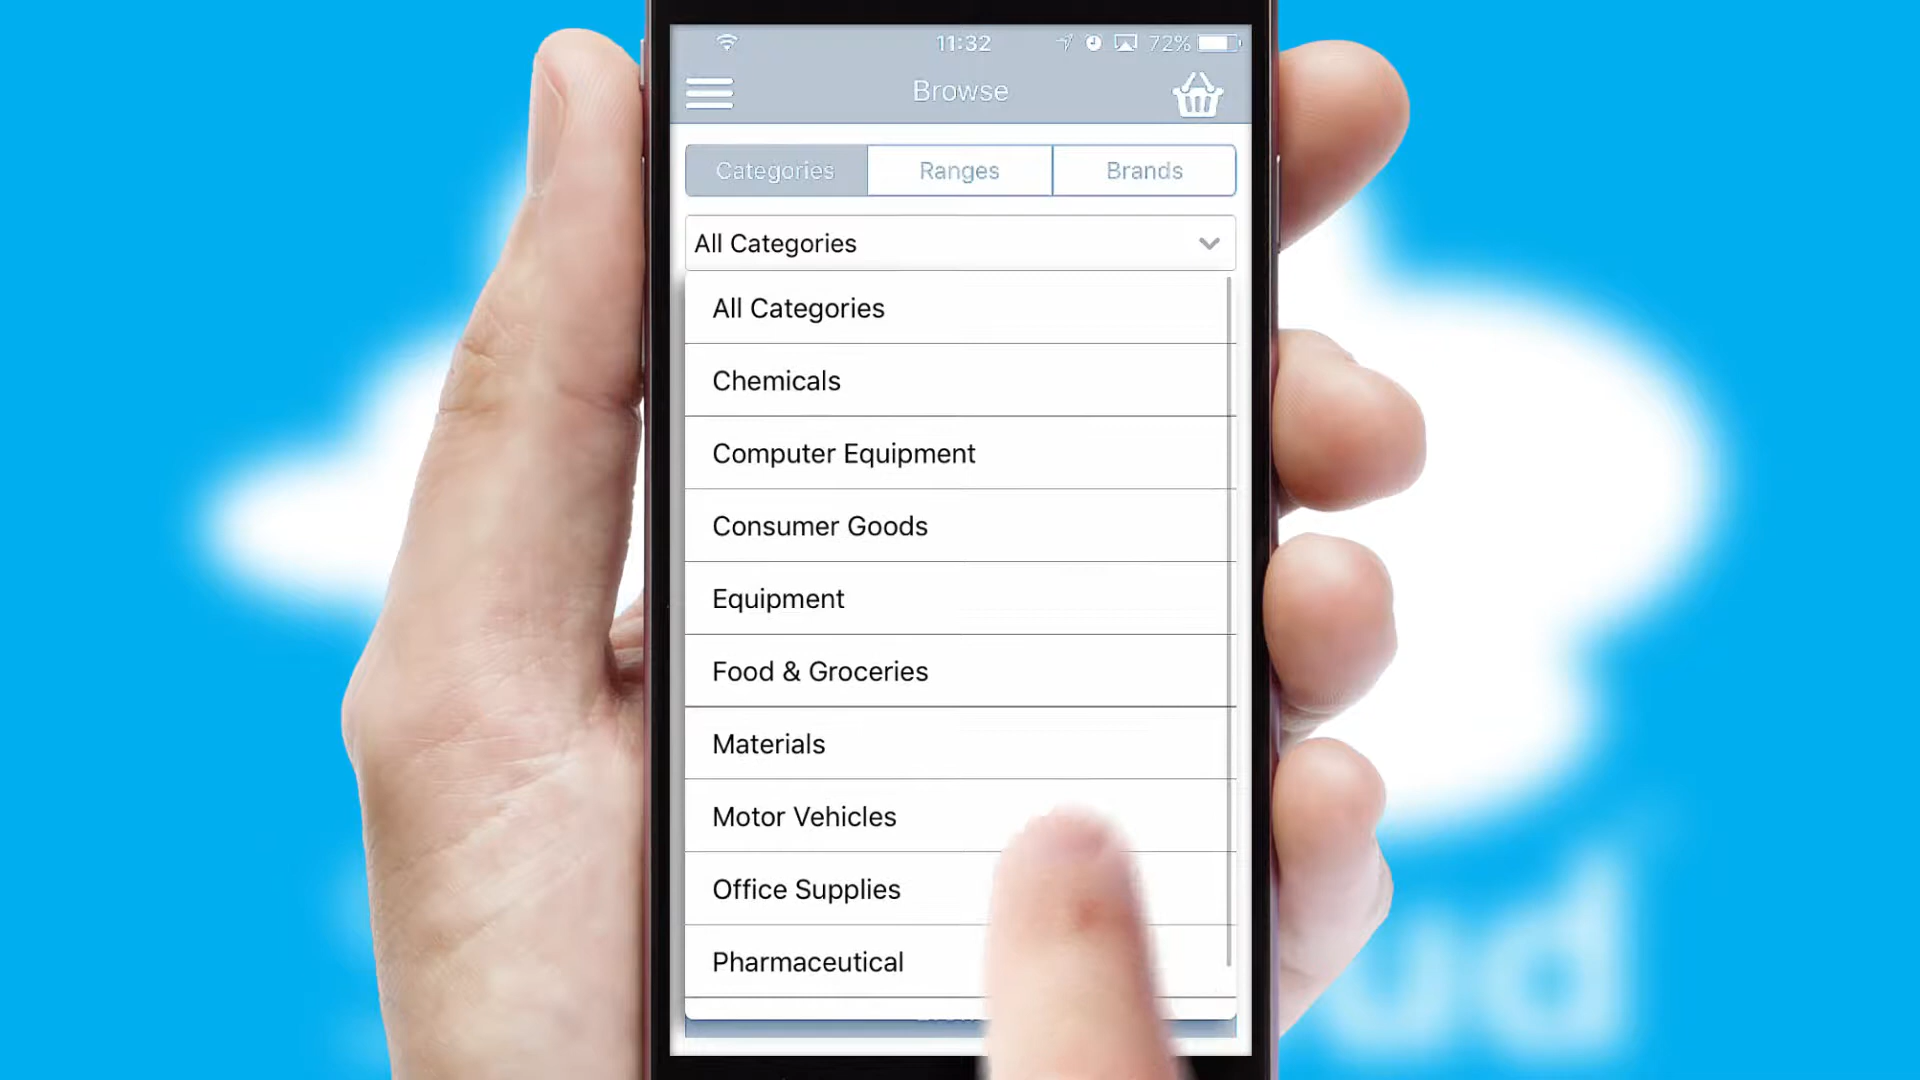 11:32
72%
Browse
Categories
Ranges
Brands
All Categories
All Categories
Chemicals
Computer Equipment
Consumer Goods
Equipment
Food & Groceries
Materials
Motor Vehicles
Office Supplies
Pharmaceutical
ud